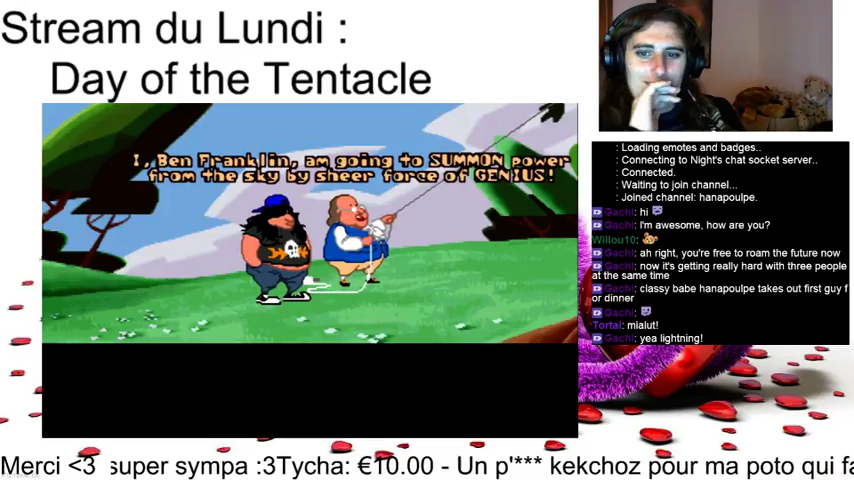 Stream du Lundi :
Day of the Tentacle
I, Ben Franklin, am going to SUMMON power
from the sky by sheer force of GENIUS!
: Loading emotes and badges..
: Connecting to Night's chat socket server..
: Connected.
: Waiting to join channel...
: Joined channel: hanapoulpe.
Gachi: hi
Gachi: I'm awesome, how are you?
Willou10:
Gachi: ah right, you're free to roam the future now
Gachi: now it's getting really hard with three people
at the same time
Gachi: classy babe hanapoulpe takes out first guy f
or dinner
Gachi:
Tortai: mialut!
Gachi: yea lightning!
Merci <3 super sympa :3Tycha: €10.00 - Un p'*** kekchoz pour ma poto qui fa